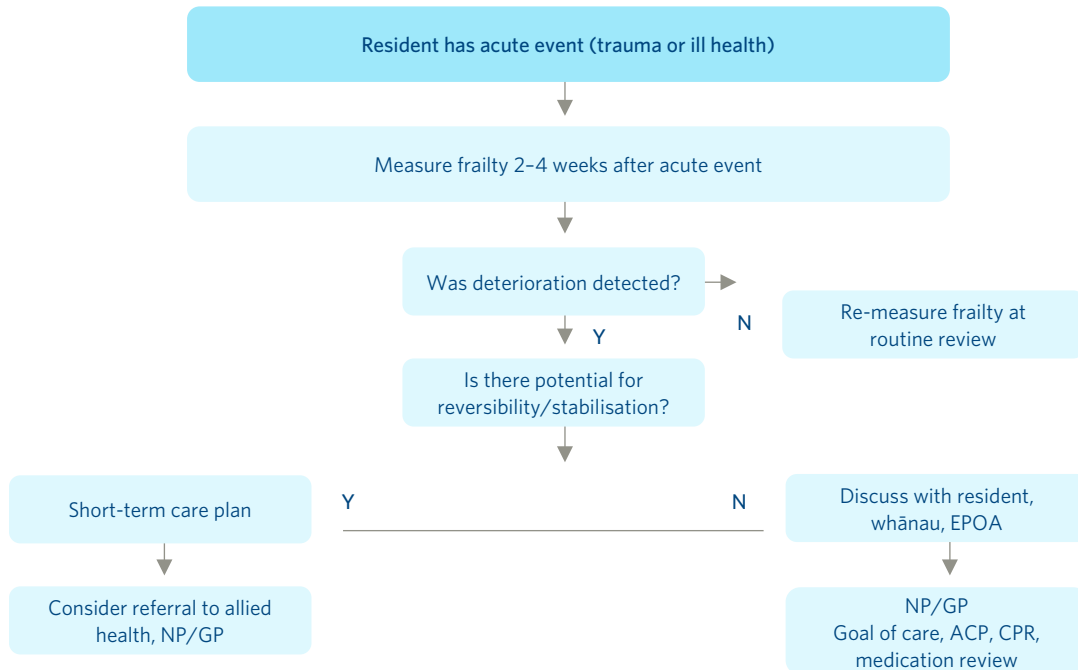 Resident has acute event (trauma or ill health)
Measure frailty 2–4 weeks after acute event
Was deterioration detected?
N
Re-measure frailty at
routine review
Y
Is there potential for
reversibility/stabilisation?
Y
N
Short-term care plan
Consider referral to allied
health, NP/GP
Discuss with resident,
whānau, EPOA
NP/GP
Goal of care, ACP, CPR,
medication review